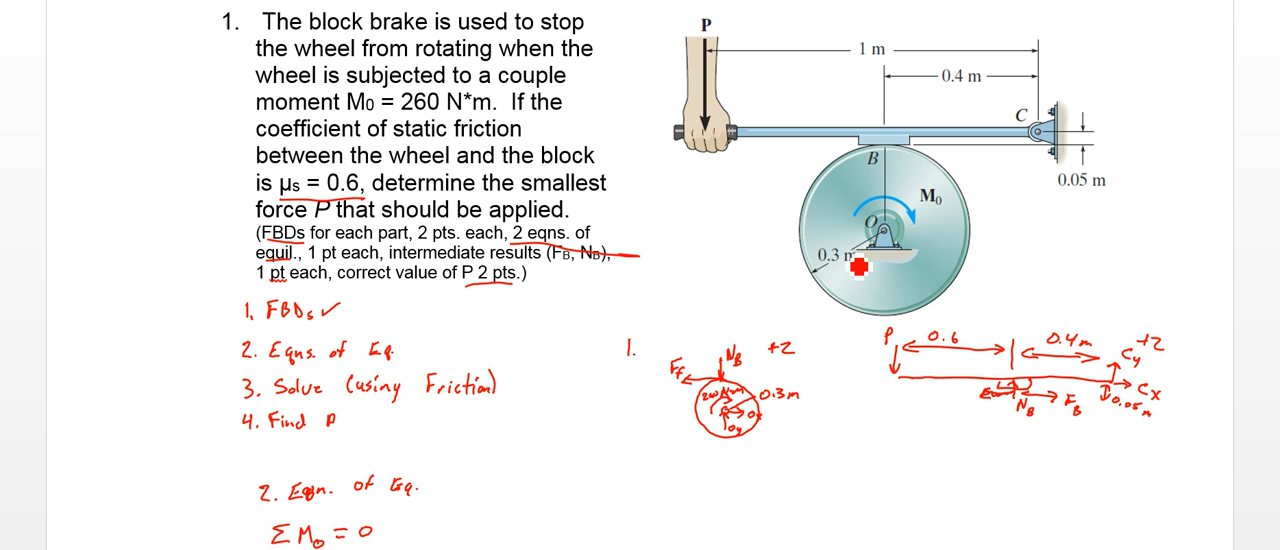 1. The block brake is used to stop
the wheel from rotating when the
wheel is subjected to a couple
moment Mo = 260 N*m. If the
coefficient of static friction
between the wheel and the block
is μs = 0.6, determine the smallest
force P that should be applied.
(FBDs for each part, 2 pts. each, 2 eqns. of
equil., 1 pt each, intermediate results (FB, NB),
1 pt each, correct value of P 2 pts.)
P
1 m
0.4 m
C
B
0.05 m
M0
O
0.3 m
1. FBDs ✓
2. Eqns. of Eq.
3. Solve (using Friction)
4. Find P
1.
NB
+
Ff
0.3m
Ox
Oy
P
0.6
0.4m
+
Cy
Cx
NB
FB
0.05m
2. Eqn. of Eq.
Σ Mo = 0